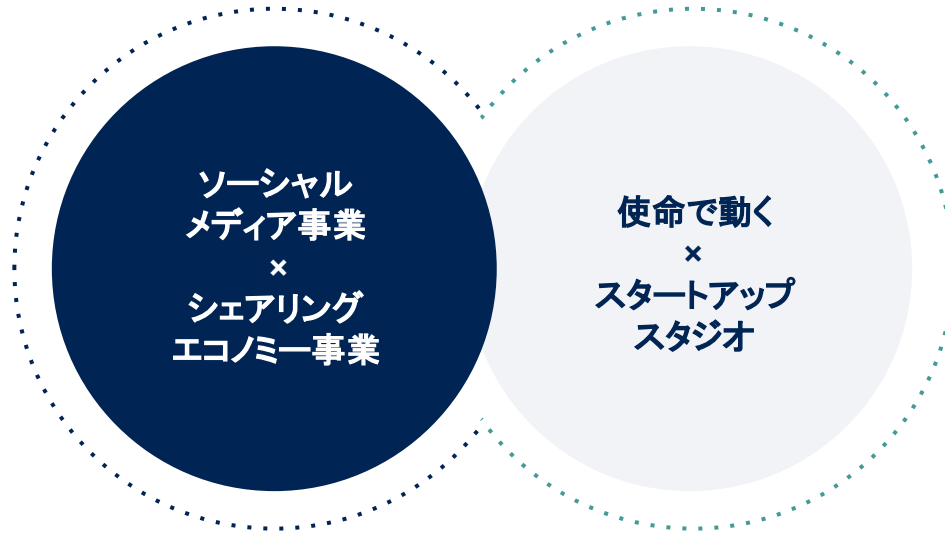 ソーシャル
メディア事業
×
シェアリング
エコノミー事業
使命で動く
×
スタートアップ
スタジオ